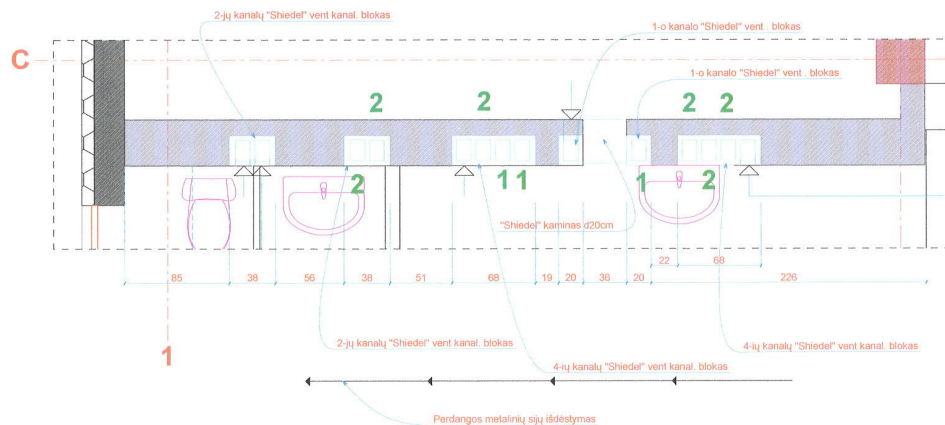 2-jų kanalų "Shiedel" vent kanal. blokas
1-o kanalo "Shiedel" vent . blokas
C
1-o kanalo "Shiedel" vent . blokas
2 2 2 2
2 1 1 1 2
"Shiedel" kaminas d20cm
22 68
85 38 56 38 51 68 19 20 36 20 226
1
2-jų kanalų "Shiedel" vent kanal. blokas
4-ių kanalų "Shiedel" vent kanal. blokas
4-ių kanalų "Shiedel" vent kanal. blokas
Perdangos metalinių sijų išdėstymas